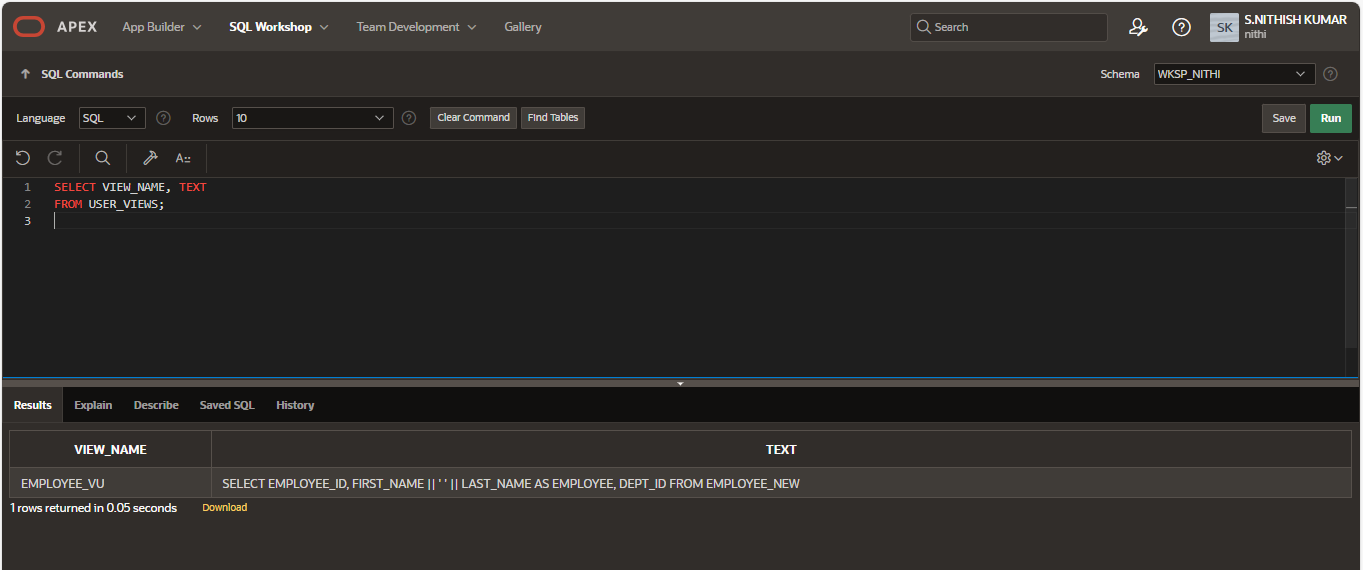 APEX App Builder SQL Workshop Team Development Gallery Search SK S.NITHISH KUMAR
nithi
SQL Commands Schema WKSP_NITHI
Language SQL Rows 10 Clear Command Find Tables Save Run
A::
1 SELECT VIEW_NAME, TEXT
2 FROM USER_VIEWS;
3
Results Explain Describe Saved SQL History
VIEW_NAME TEXT
EMPLOYEE_VU SELECT EMPLOYEE_ID, FIRST_NAME || ' ' || LAST_NAME AS EMPLOYEE, DEPT_ID FROM EMPLOYEE_NEW
1 rows returned in 0.05 seconds Download